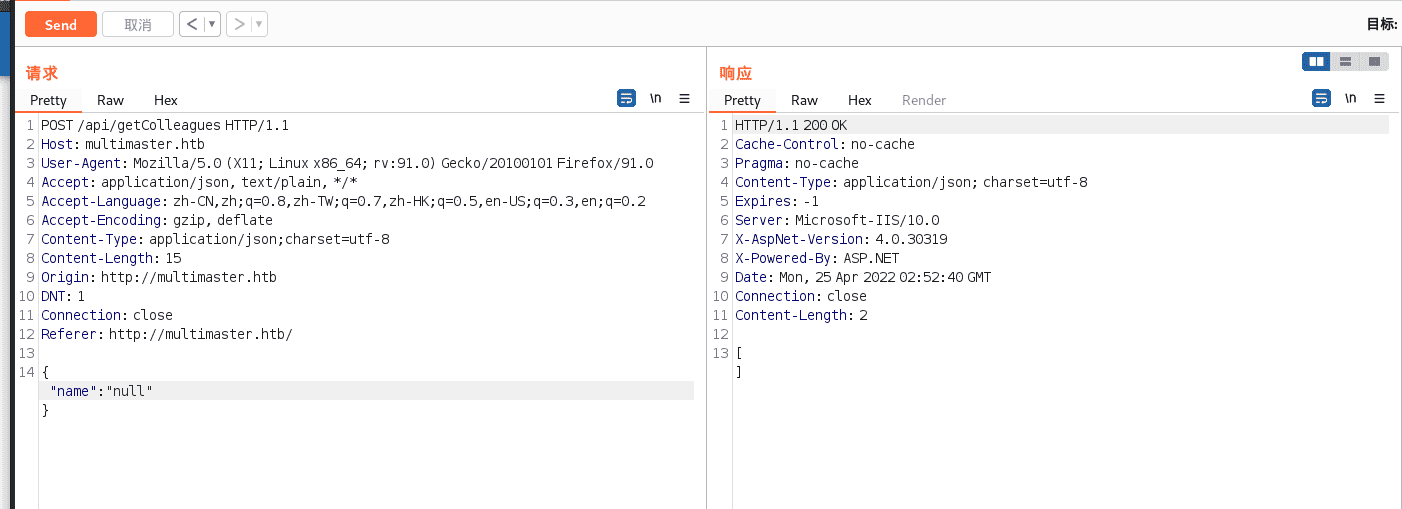 Send 取消 < > 目标:
请求
Pretty Raw Hex \n
1 POST /api/getColleagues HTTP/1.1
2 Host: multimaster.htb
3 User-Agent: Mozilla/5.0 (X11; Linux x86_64; rv:91.0) Gecko/20100101 Firefox/91.0
4 Accept: application/json, text/plain, */*
5 Accept-Language: zh-CN,zh;q=0.8,zh-TW;q=0.7,zh-HK;q=0.5,en-US;q=0.3,en;q=0.2
6 Accept-Encoding: gzip, deflate
7 Content-Type: application/json;charset=utf-8
8 Content-Length: 15
9 Origin: http://multimaster.htb
10 DNT: 1
11 Connection: close
12 Referer: http://multimaster.htb/
13
14 {
"name":"null"
}
响应
Pretty Raw Hex Render \n
1 HTTP/1.1 200 OK
2 Cache-Control: no-cache
3 Pragma: no-cache
4 Content-Type: application/json; charset=utf-8
5 Expires: -1
6 Server: Microsoft-IIS/10.0
7 X-AspNet-Version: 4.0.30319
8 X-Powered-By: ASP.NET
9 Date: Mon, 25 Apr 2022 02:52:40 GMT
10 Connection: close
11 Content-Length: 2
12
13 [
]